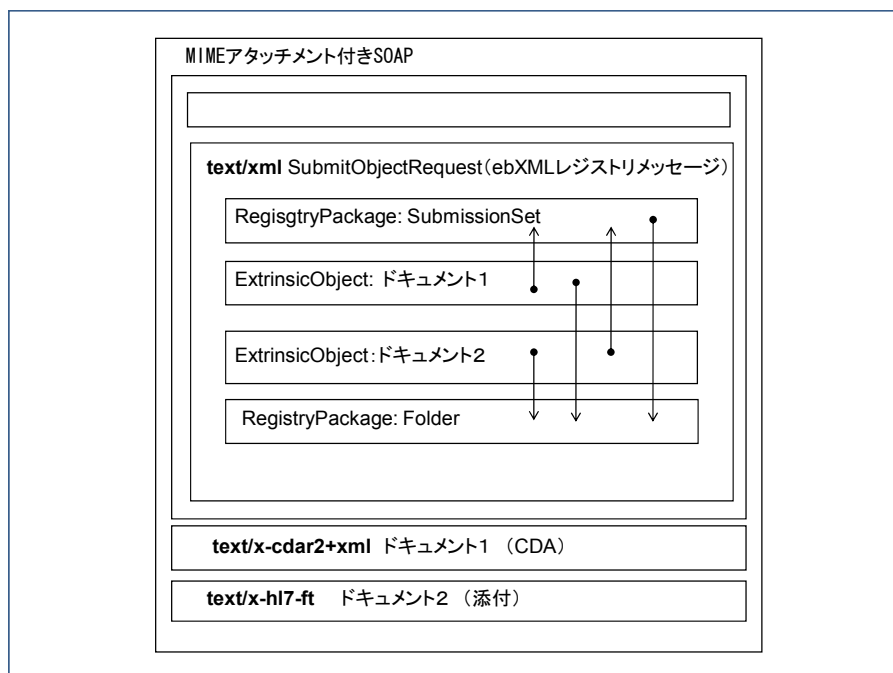 MIMEアタッチメント付きSOAP
text/xml SubmitObjectRequest(ebXMLレジストリメッセージ)
RegisgtryPackage: SubmissionSet
ExtrinsicObject: ドキュメント1
ExtrinsicObject:ドキュメント2
RegistryPackage: Folder
text/x-cdar2+xml ドキュメント1 (CDA)
text/x-hl7-ft ドキュメント2 (添付)